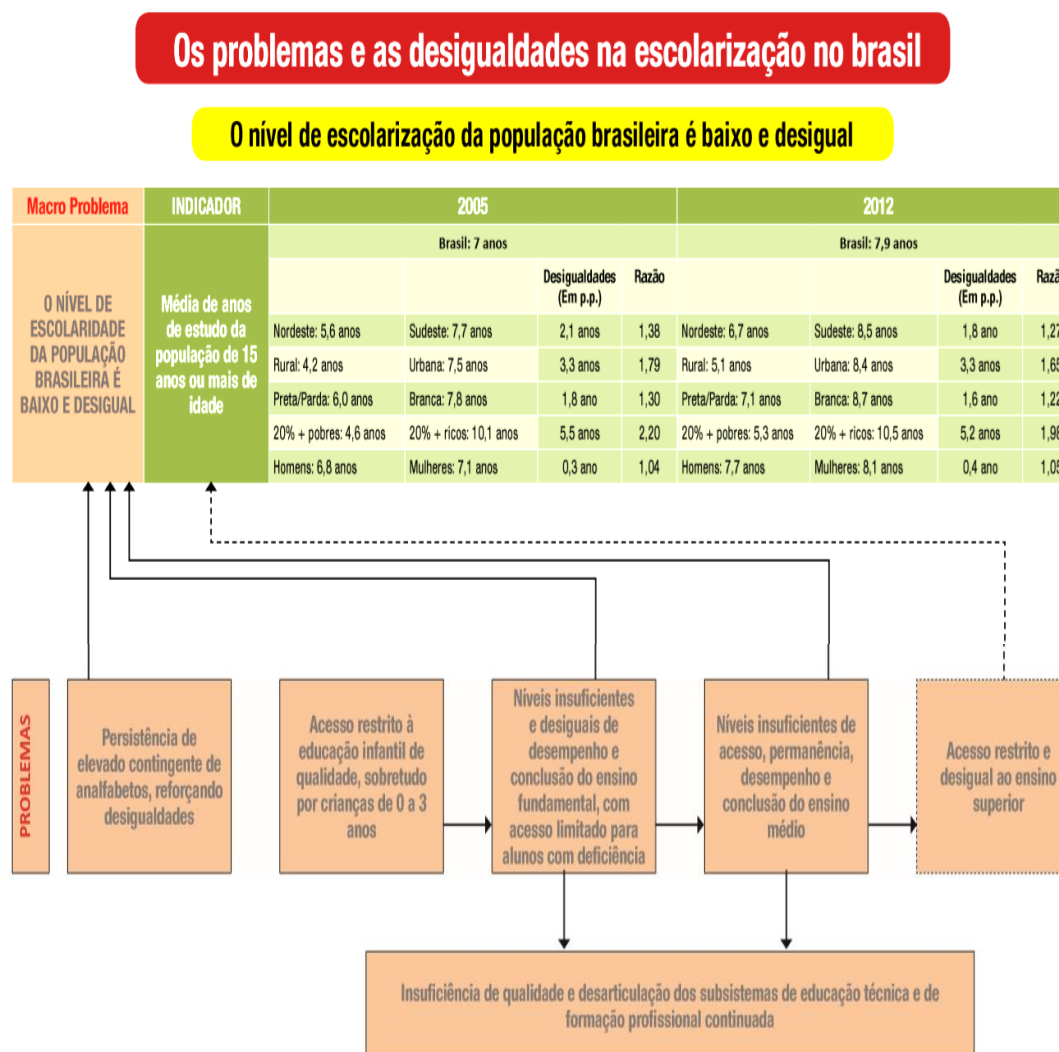 Os problemas e as desigualdades na escolarização no brasil
O nível de escolarização da população brasileira é baixo e desigual
Macro Problema INDICADOR 2005 2012
Brasil: 7 anos Brasil: 7,9 anos
O NÍVEL DE
ESCOLARIDADE
DA POPULAÇÃO
BRASILEIRA É
BAIXO E DESIGUAL
Média de anos
de estudo da
população de 15
anos ou mais de
idade
Desigualdades
(Em p.p.)
Razão
Desigualdades
(Em p.p.)
Nordeste: 5,6 anos Sudeste: 7,7 anos 2,1 anos 1,38 Nordeste: 6,7 anos Sudeste: 8,5 anos 1,8 ano 1,27
Rural: 4,2 anos Urbana: 7,5 anos 3,3 anos 1,79 Rural: 5,1 anos Urbana: 8,4 anos 3,3 anos 1,65
Preta/Parda: 6,0 anos Branca: 7,8 anos 1,8 ano 1,30 Preta/Parda: 7,1 anos Branca: 8,7 anos 1,6 ano 1,22
20% + pobres: 4,6 anos 20% + ricos: 10,1 anos 5,5 anos 2,20 20% + pobres: 5,3 anos 20% + ricos: 10,5 anos 5,2 anos 1,98
Homens: 6,8 anos Mulheres: 7,1 anos 0,3 ano 1,04 Homens: 7,7 anos Mulheres: 8,1 anos 0,4 ano 1,05
PROBLEMAS
Persistência de
elevado contingente de
analfabetos, reforçando
desigualdades
Acesso restrito à
educação infantil de
qualidade, sobretudo
por crianças de 0 a 3
anos
Níveis insuficientes
e desiguais de
desempenho e
conclusão do ensino
fundamental, com
acesso limitado para
alunos com deficiência
Níveis insuficientes de
acesso, permanência,
desempenho e
conclusão do ensino
médio
Acesso restrito e
desigual ao ensino
superior
Insuficiência de qualidade e desarticulação dos subsistemas de educação técnica e de
formação profissional continuada